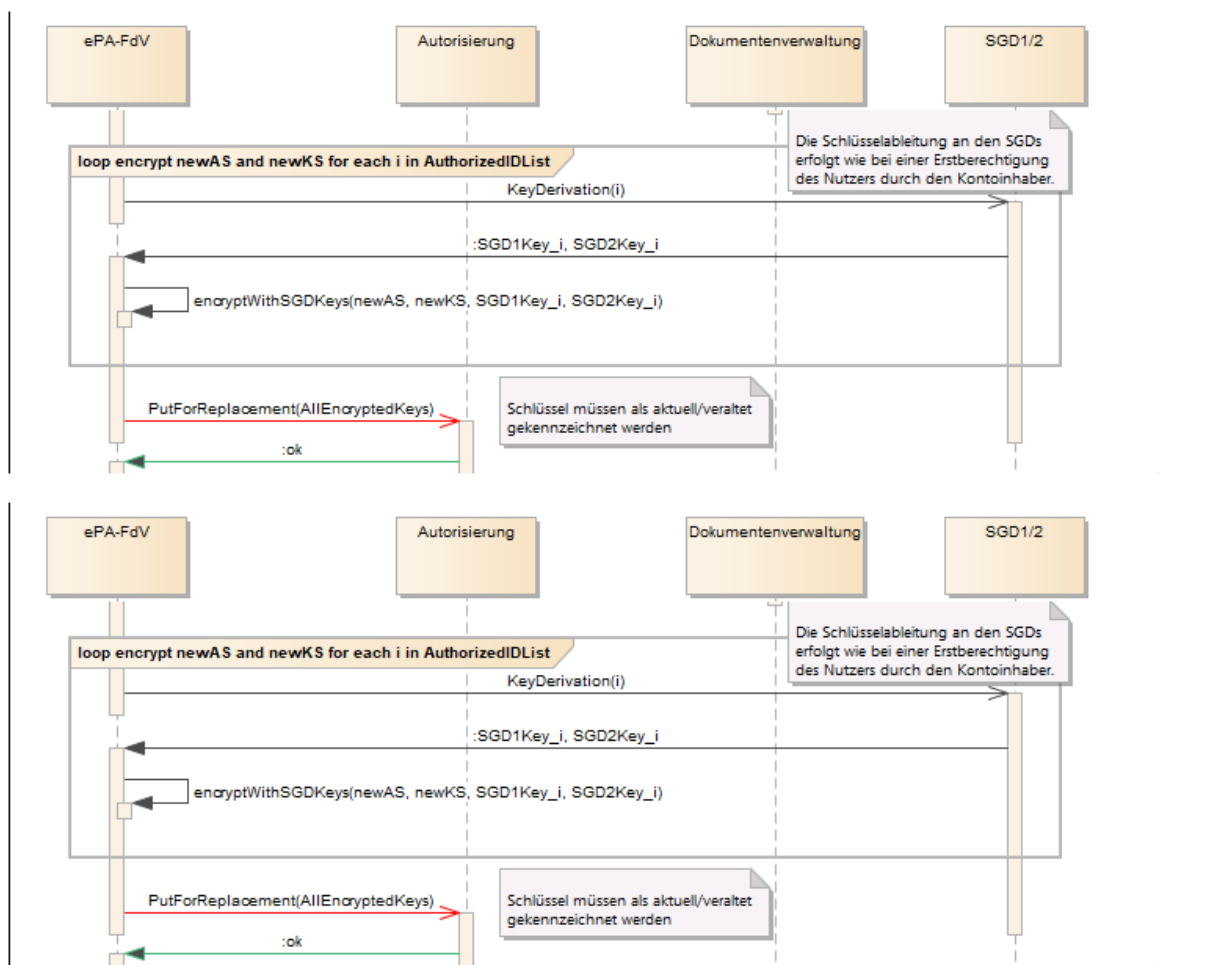 ePA-FdV
Autorisierung
Dokumentenverwaltung
SGD1/2
Die Schlüsselableitung an den SGDs
erfolgt wie bei einer Erstberechtigung
des Nutzers durch den Kontoinhaber.
loop encrypt newAS and newKS for each i in AuthorizedIDList
KeyDerivation(i)
:SGD1Key_i, SGD2Key_i
encryptWithSGDKeys(newAS, newKS, SGD1Key_i, SGD2Key_i)
PutForReplacement(AllEncryptedKeys)
Schlüssel müssen als aktuell/veraltet
gekennzeichnet werden
:ok
ePA-FdV
Autorisierung
Dokumentenverwaltung
SGD1/2
Die Schlüsselableitung an den SGDs
erfolgt wie bei einer Erstberechtigung
des Nutzers durch den Kontoinhaber.
loop encrypt newAS and newKS for each i in AuthorizedIDList
KeyDerivation(i)
:SGD1Key_i, SGD2Key_i
encryptWithSGDKeys(newAS, newKS, SGD1Key_i, SGD2Key_i)
PutForReplacement(AllEncryptedKeys)
Schlüssel müssen als aktuell/veraltet
gekennzeichnet werden
:ok